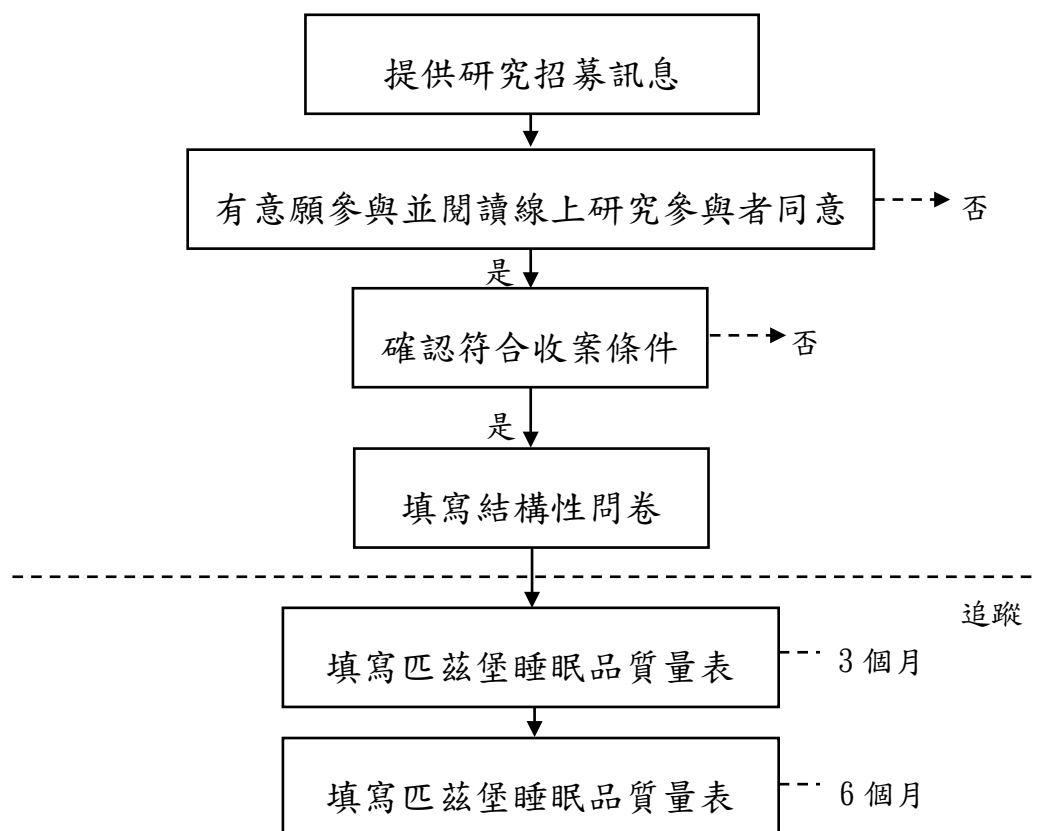 提供研究招募訊息
有意願參與並閱讀線上研究參與者同意
否
是
確認符合收案條件
否
是
填寫結構性問卷
追蹤
填寫匹茲堡睡眠品質量表
3 個月
填寫匹茲堡睡眠品質量表
6 個月